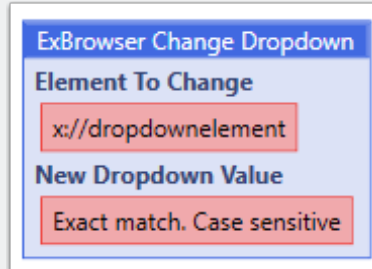 ExBrowser Change Dropdown
Element To Change
x://dropdownelement
New Dropdown Value
Exact match. Case sensitive